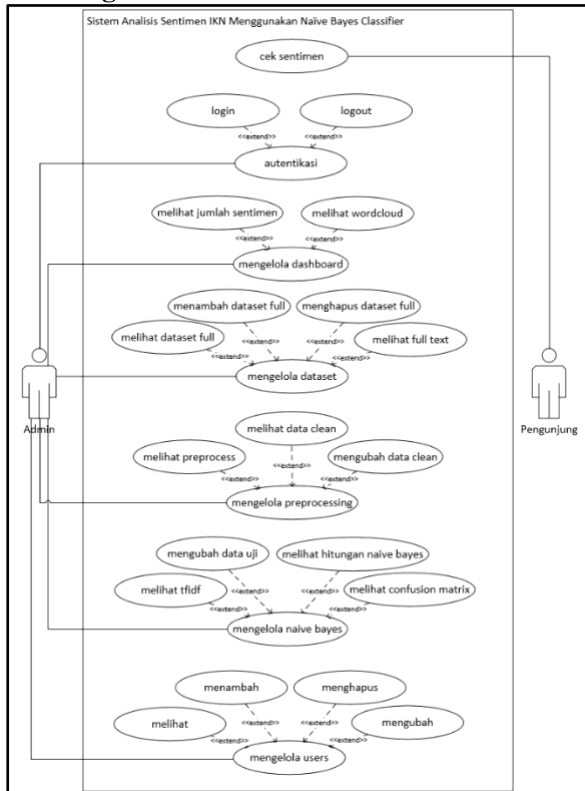 Sistem Analisis Sentimen IKN Menggunakan Naïve Bayes Classifier
cek sentimen
login
logout
<<extend>>
<<extend>>
autentikasi
melihat jumlah sentimen
melihat wordcloud
<<extend>>
<<extend>>
mengelola dashboard
menambah dataset full
menghapus dataset full
melihat dataset full
<<extend>>
<<extend>>
melihat full text
<<extend>>
<<extend>>
mengelola dataset
Admin
Pengunjung
melihat data clean
melihat preprocess
<<extend>>
mengubah data clean
<<extend>>
<<extend>>
mengelola preprocessing
mengubah data uji
melihat hitungan naive bayes
melihat tfidf
<<extend>>
<<extend>>
melihat confusion matrix
<<extend>>
<<extend>>
mengelola naive bayes
menambah
menghapus
melihat
<<extend>>
<<extend>>
mengubah
<<extend>>
<<extend>>
mengelola users